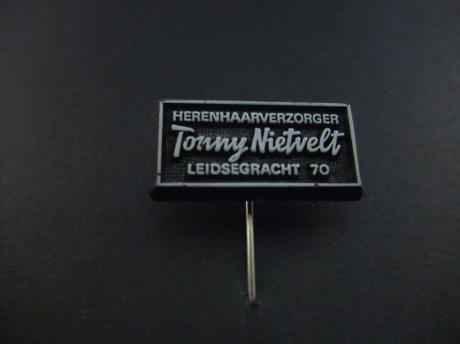 HERENHAARVERZORGER
Tonny Nietvelt
LEIDSEGRACHT 70